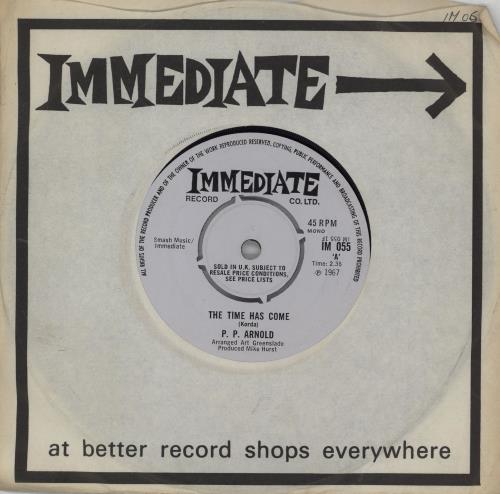 IM 06
IMMEDIATE
ALL RIGHTS OF THE RECORD PRODUCER AND OF THE OWNER OF THE WORK REPRODUCED RESERVED, COPYING, PUBLIC PERFORMANCE AND BROADCASTING OF THIS RECORD PROHIBITED
IMMEDIATE
RECORD CO. LTD.
45 RPM
MONO
Smash Music/
Immediate
IM 055
'A'
Time: 2.36
℗ 1967
SOLD IN U.K. SUBJECT TO
RESALE PRICE CONDITIONS,
SEE PRICE LISTS
THE TIME HAS COME
(Korda)
P. P. ARNOLD
Arranged Art Greenslade
Produced Mike Hurst
at better record shops everywhere